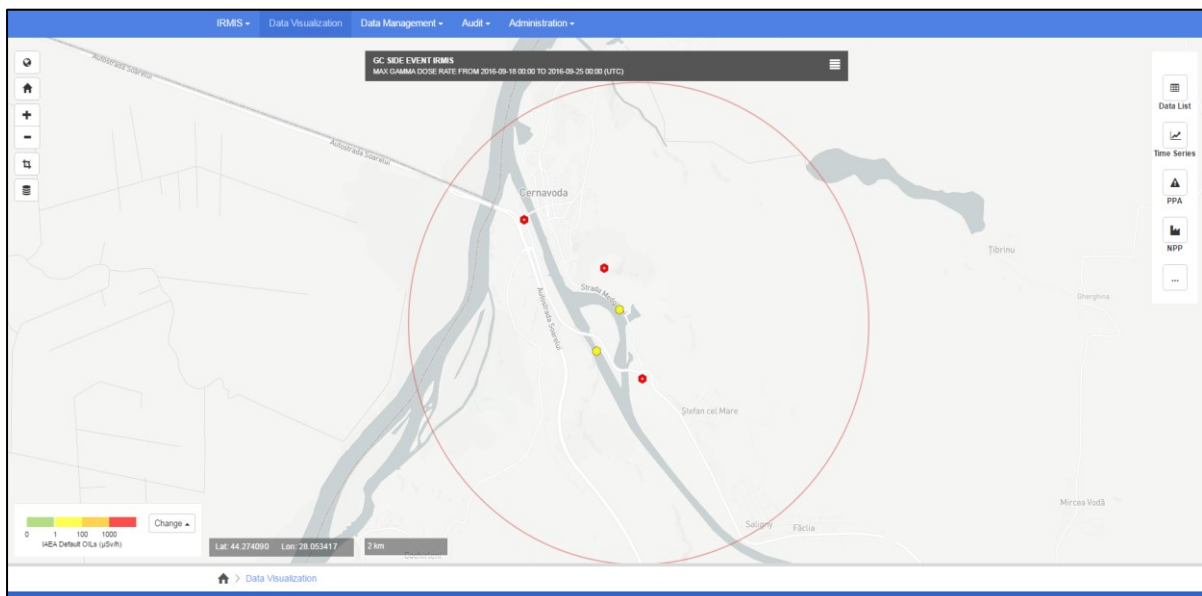 IRMIS Data Visualization Data Management Audit Administration
GC SIDE EVENT IRMIS
MAX GAMMA DOSE RATE FROM 2016-09-18 00:00 TO 2016-09-25 00:00 (UTC)
Autostrada Soarelui
Autostrada Soarelui
Data List
Time Series
Cernavoda
PPA
Țibrinu
NPP
...
Gherghina
Autostrada Soarelui
Ștefan cel Mare
Mircea Vodă
Saligny
Făclia
Change
0 1 100 1000
IAEA Default OILs (µSv/h)
Lat: 44.274090 Lon: 28.053417
2 km
> Data Visualization